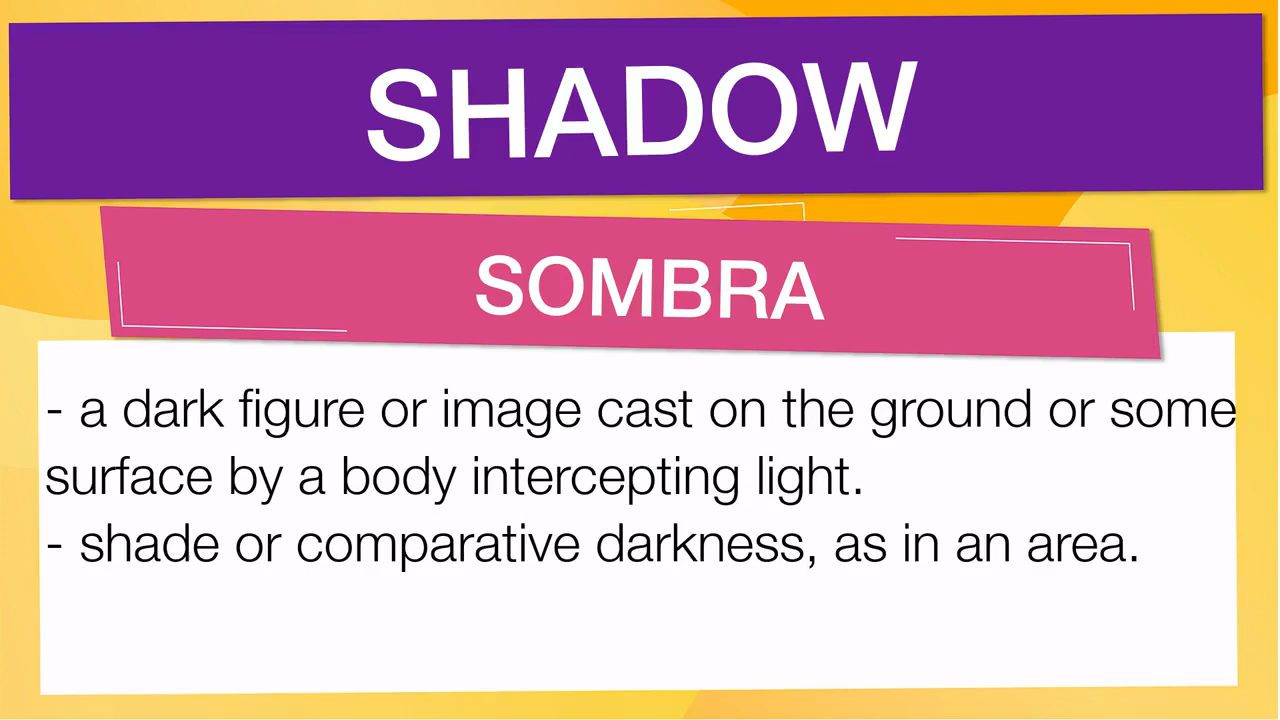 SHADOW
SOMBRA
- a dark figure or image cast on the ground or some
surface by a body intercepting light.
- shade or comparative darkness, as in an area.